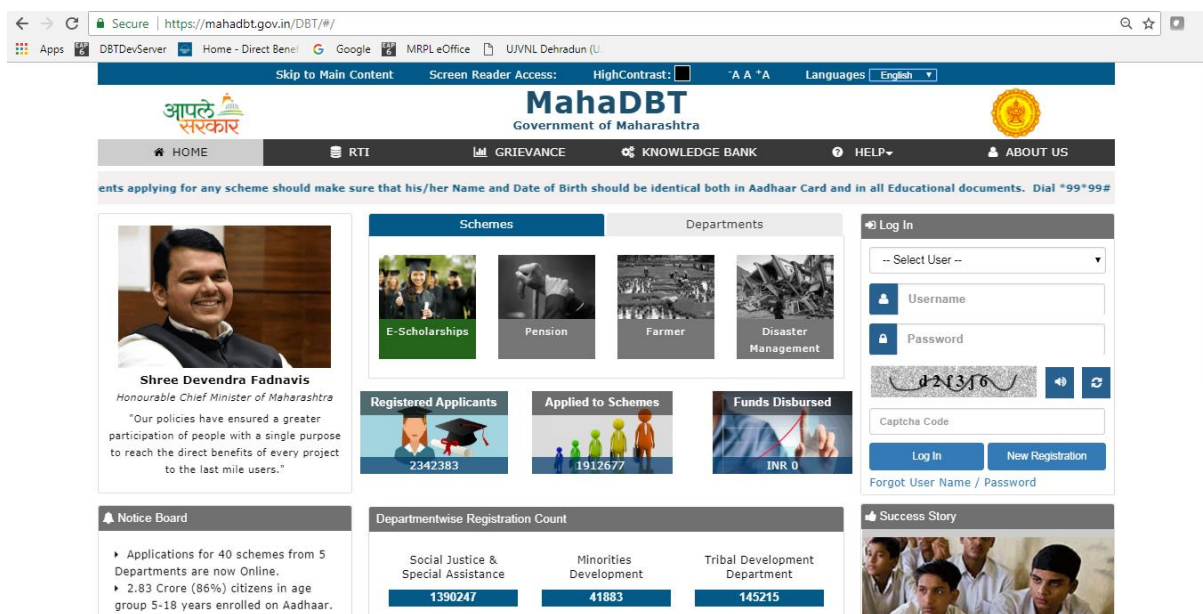 Secure | https://mahadbt.gov.in/DBT/#/
Apps DBTDevServer Home - Direct Benef Google MRPL eOffice UJVNL Dehradun (U.
Skip to Main Content Screen Reader Access: HighContrast: -A A +A Languages English
आपले सरकार
MahaDBT
Government of Maharashtra
HOME RTI GRIEVANCE KNOWLEDGE BANK HELP ABOUT US
ents applying for any scheme should make sure that his/her Name and Date of Birth should be identical both in Aadhaar Card and in all Educational documents. Dial *99*99#
Shree Devendra Fadnavis
Honourable Chief Minister of Maharashtra
"Our policies have ensured a greater
participation of people with a single purpose
to reach the direct benefits of every project
to the last mile users."
Schemes Departments
E-Scholarships Pension Farmer Disaster
Management
Registered Applicants Applied to Schemes Funds Disbursed
2342383 1912677 INR 0
Log In
-- Select User --
Username
Password
d2f3j6
Captcha Code
Log In New Registration
Forgot User Name / Password
Notice Board
Applications for 40 schemes from 5
Departments are now Online.
2.83 Crore (86%) citizens in age
group 5-18 years enrolled on Aadhaar.
Departmentwise Registration Count
Social Justice &
Special Assistance
1390247
Minorities
Development
41883
Tribal Development
Department
145215
Success Story